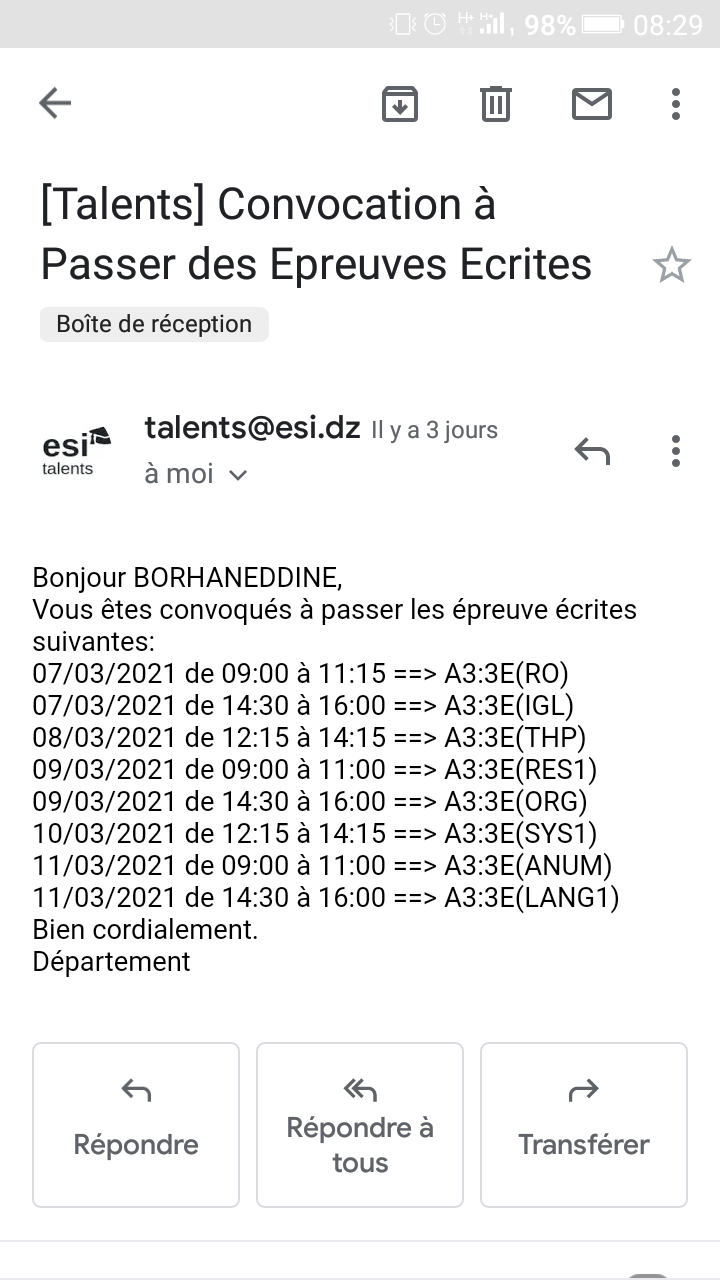 98% 08:29
[Talents] Convocation à
Passer des Epreuves Ecrites
Boîte de réception
esi
talents
talents@esi.dz Il y a 3 jours
à moi
Bonjour BORHANEDDINE,
Vous êtes convoqués à passer les épreuve écrites
suivantes:
07/03/2021 de 09:00 à 11:15 ==> A3:3E(RO)
07/03/2021 de 14:30 à 16:00 ==> A3:3E(IGL)
08/03/2021 de 12:15 à 14:15 ==> A3:3E(THP)
09/03/2021 de 09:00 à 11:00 ==> A3:3E(RES1)
09/03/2021 de 14:30 à 16:00 ==> A3:3E(ORG)
10/03/2021 de 12:15 à 14:15 ==> A3:3E(SYS1)
11/03/2021 de 09:00 à 11:00 ==> A3:3E(ANUM)
11/03/2021 de 14:30 à 16:00 ==> A3:3E(LANG1)
Bien cordialement.
Département
Répondre
Répondre à
tous
Transférer